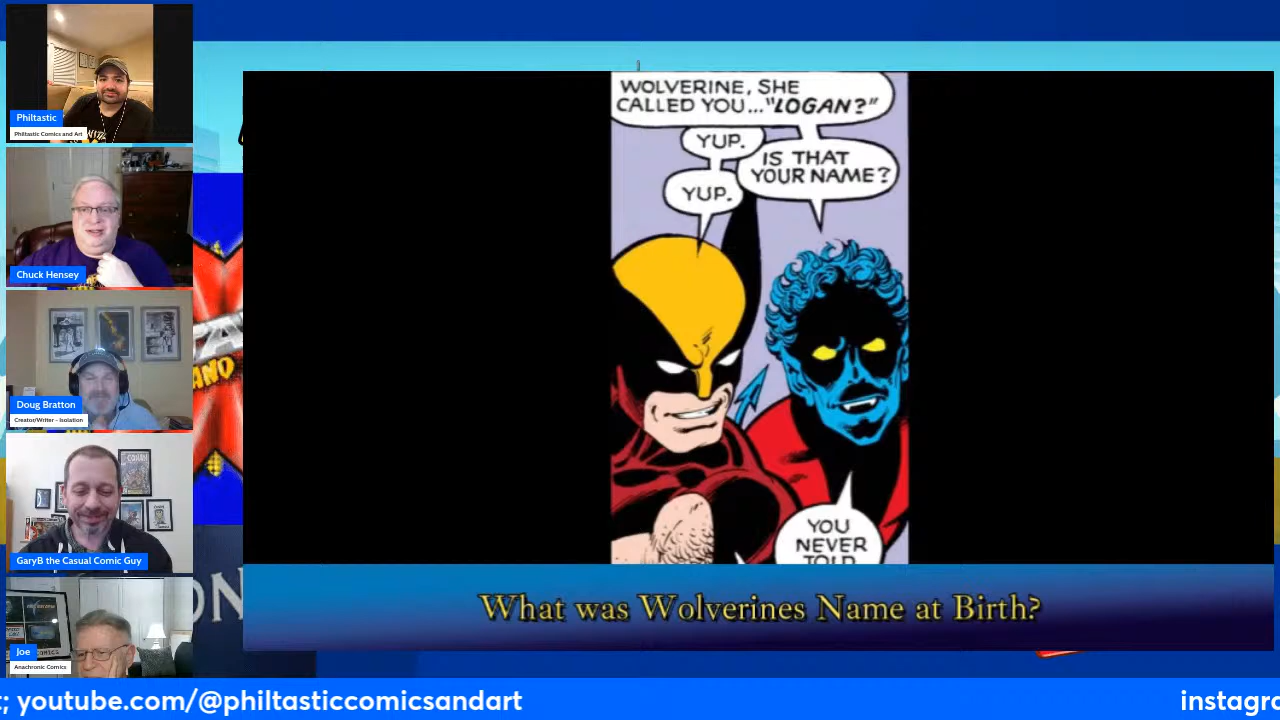 Philtastic
Philtastic Comics and Art
Chuck Hensey
Doug Bratton
Creator/Writer - Isolation
GaryB the Casual Comic Guy
Joe
Anachronic Comics
WOLVERINE, SHE
CALLED YOU..."LOGAN?"
YUP.
IS THAT
YOUR NAME?
YUP.
YOU
NEVER
TOLD
What was Wolverines Name at Birth?
t; youtube.com/@philtasticcomicsandart
instagra